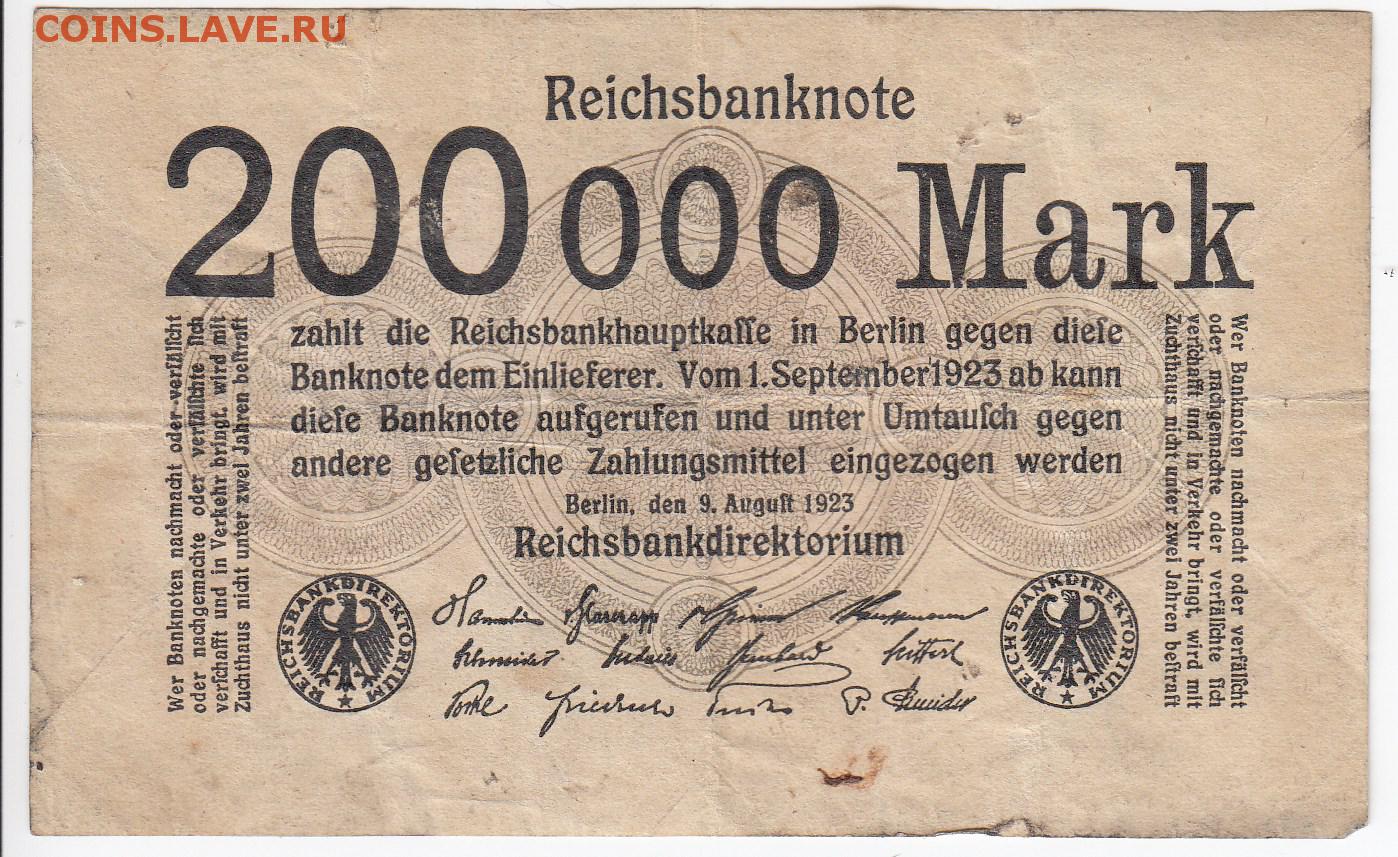 COINS.LAVE.RU
Reichsbanknote
200000 Mark
zahlt die Reichsbankhauptkaſſe in Berlin gegen dieſe
Banknote dem Einlieferer. Vom 1. September 1923 ab kann
dieſe Banknote aufgerufen und unter Umtauſch gegen
andere geſetzliche Zahlungsmittel eingezogen werden
Berlin, den 9. Auguſt 1923
Reichsbankdirektorium
Wer Banknoten nachmacht oder verfälſcht
oder nachgemachte oder verfälſchte ſich
verſchafft und in Verkehr bringt, wird mit
Zuchthaus nicht unter zwei Jahren beſtraft
Wer Banknoten nachmacht oder verfälſcht
oder nachgemachte oder verfälſchte ſich
verſchafft und in Verkehr bringt, wird mit
Zuchthaus nicht unter zwei Jahren beſtraft
REICHSBANKDIREKTORIUM
REICHSBANKDIREKTORIUM
v Glasenapp
Schneider
Friedrich
P. Schneider